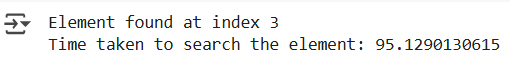 Element found at index 3
Time taken to search the element: 95.1290130615